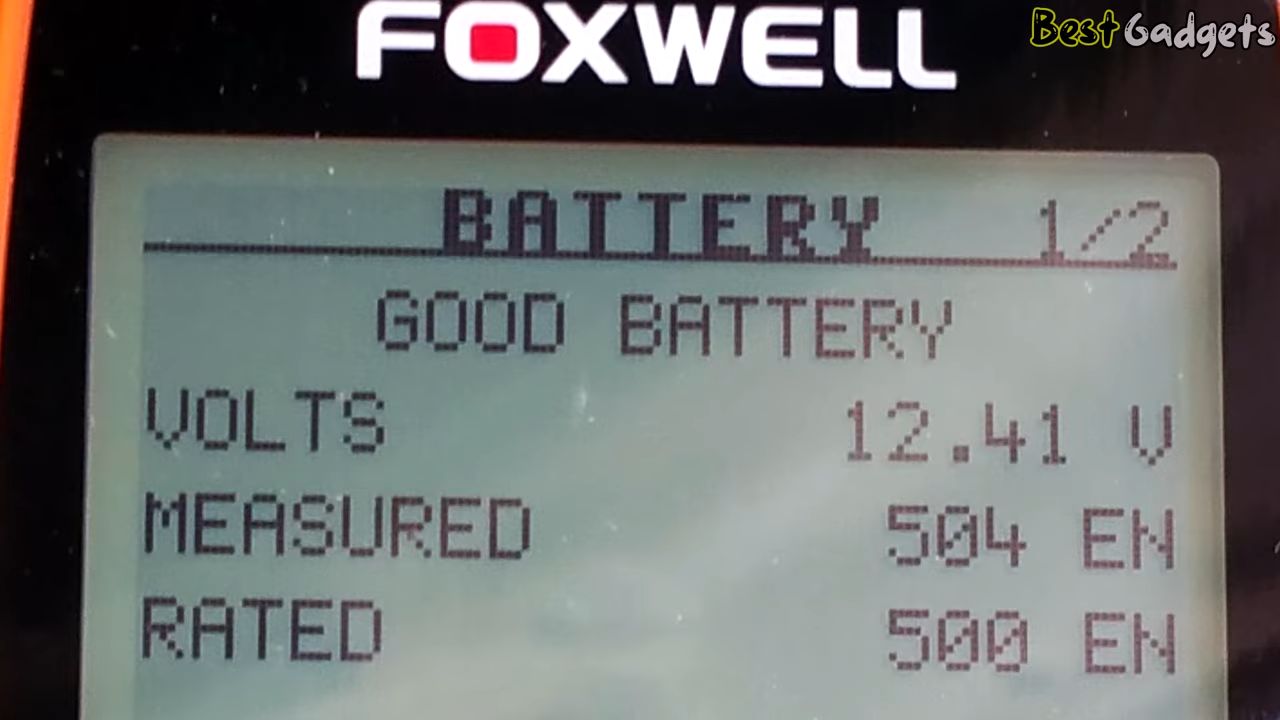 FOXWELL
BestGadgets
BATTERY 1/2
GOOD BATTERY
VOLTS 12.41 V
MEASURED 504 EN
RATED 500 EN